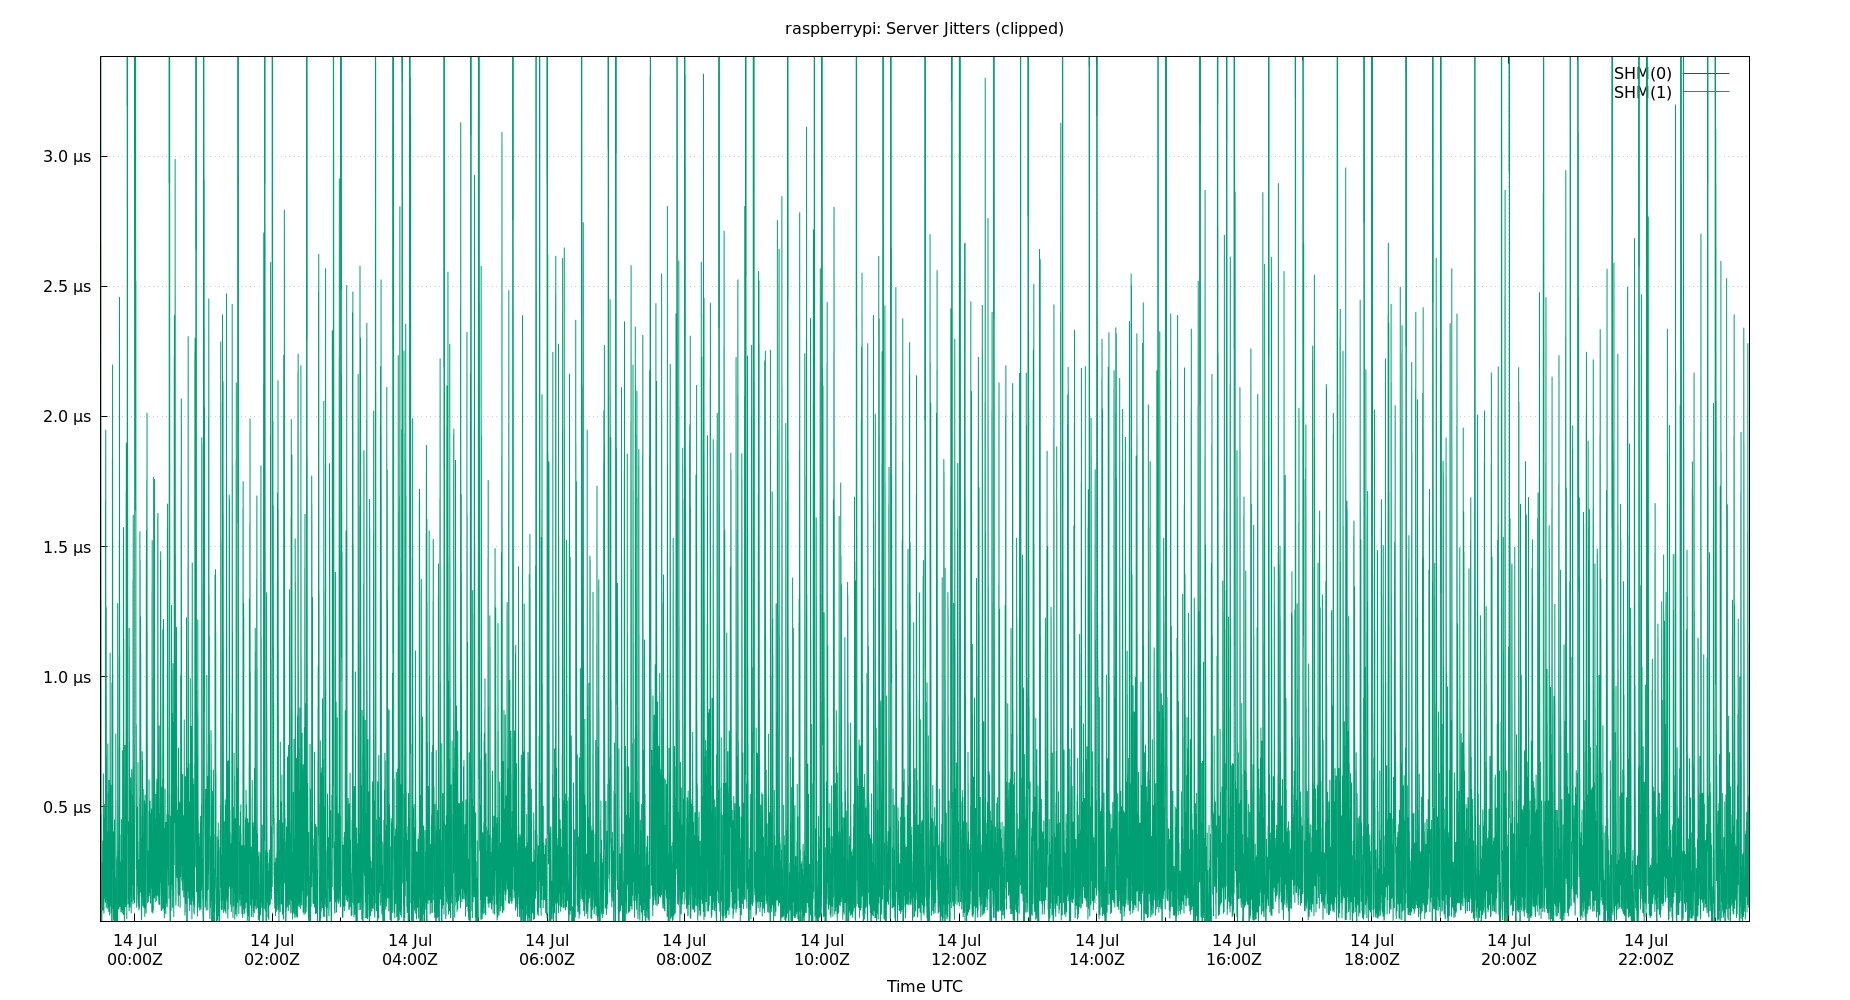 raspberrypi: Server Jitters (clipped)
SHM(0)
SHM(1)
3.0 µs
2.5 µs
2.0 µs
1.5 µs
1.0 µs
0.5 µs
14 Jul 14 Jul 14 Jul 14 Jul 14 Jul 14 Jul 14 Jul 14 Jul 14 Jul 14 Jul 14 Jul 14 Jul
00:00Z 02:00Z 04:00Z 06:00Z 08:00Z 10:00Z 12:00Z 14:00Z 16:00Z 18:00Z 20:00Z 22:00Z
Time UTC